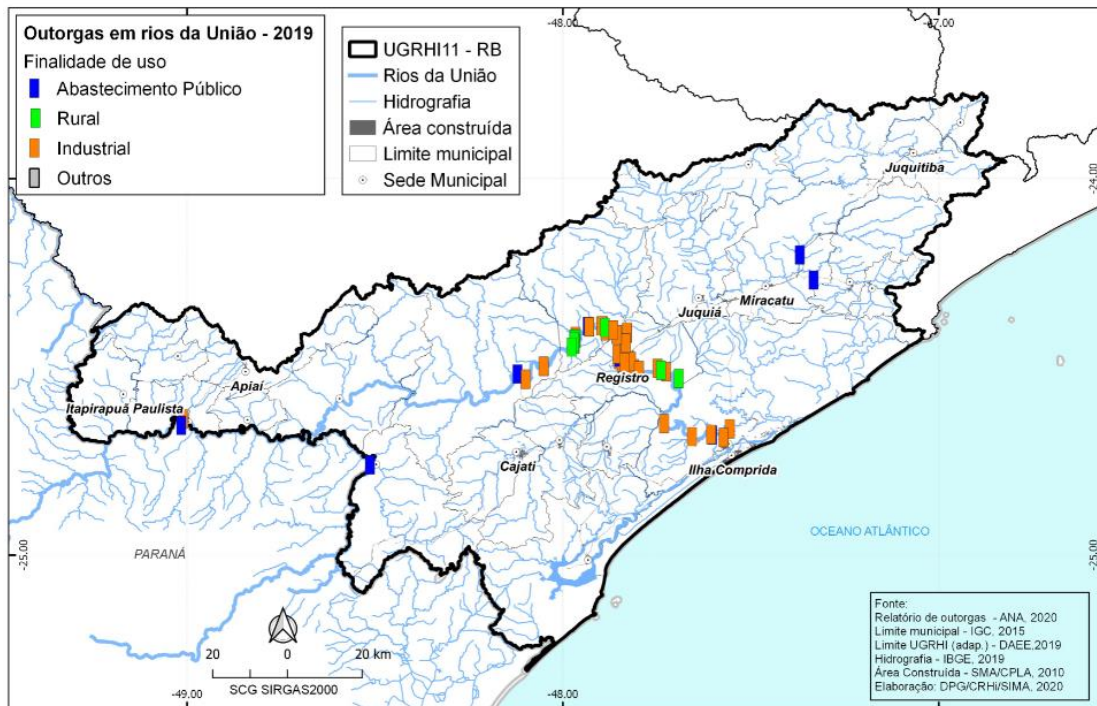 Outorgas em rios da União - 2019
Finalidade de uso
Abastecimento Público
Rural
Industrial
Outros
UGRHI11 - RB
Rios da União
Hidrografia
Área construída
Limite municipal
Sede Municipal
-48.00
-47.00
-24.00
-24.00
Juquitiba
Juquiá
Miracatu
Apiaí
Registro
Itapirapuã Paulista
Cajati
Ilha Comprida
OCEANO ATLÂNTICO
PARANÁ
-25.00
-25.00
20 0 20 km
SCG SIRGAS2000
-49.00
-48.00
Fonte:
Relatório de outorgas - ANA, 2020
Limite municipal - IGC, 2015
Limite UGRHI (adap.) - DAEE,2019
Hidrografia - IBGE, 2019
Área Construída - SMA/CPLA, 2010
Elaboração: DPG/CRHi/SIMA, 2020